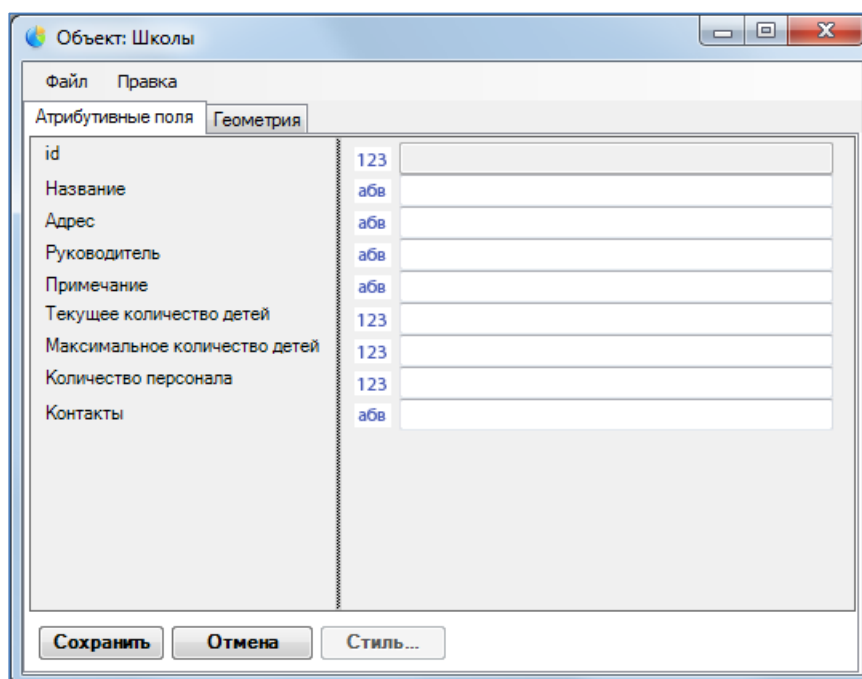 Объект: Школы
Файл Правка
Атрибутивные поля Геометрия
id 123
Название абв
Адрес абв
Руководитель абв
Примечание абв
Текущее количество детей 123
Максимальное количество детей 123
Количество персонала 123
Контакты абв
Сохранить Отмена Стиль...